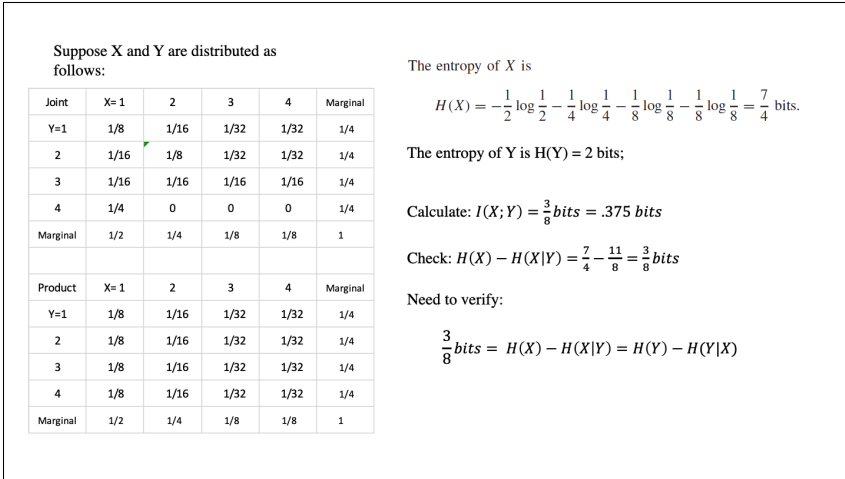 Suppose X and Y are distributed as
follows:
Joint X= 1 2 3 4 Marginal
Y=1 1/8 1/16 1/32 1/32 1/4
2 1/16 1/8 1/32 1/32 1/4
3 1/16 1/16 1/16 1/16 1/4
4 1/4 0 0 0 1/4
Marginal 1/2 1/4 1/8 1/8 1
Product X= 1 2 3 4 Marginal
Y=1 1/8 1/16 1/32 1/32 1/4
2 1/8 1/16 1/32 1/32 1/4
3 1/8 1/16 1/32 1/32 1/4
4 1/8 1/16 1/32 1/32 1/4
Marginal 1/2 1/4 1/8 1/8 1
The entropy of X is
H(X) = −1/2 log 1/2 − 1/4 log 1/4 − 1/8 log 1/8 − 1/8 log 1/8 = 7/4 bits.
The entropy of Y is H(Y) = 2 bits;
Calculate: I(X;Y) = 3/8 bits = .375 bits
Check: H(X) − H(X|Y) = 7/4 − 11/8 = 3/8 bits
Need to verify:
3/8 bits = H(X) − H(X|Y) = H(Y) − H(Y|X)